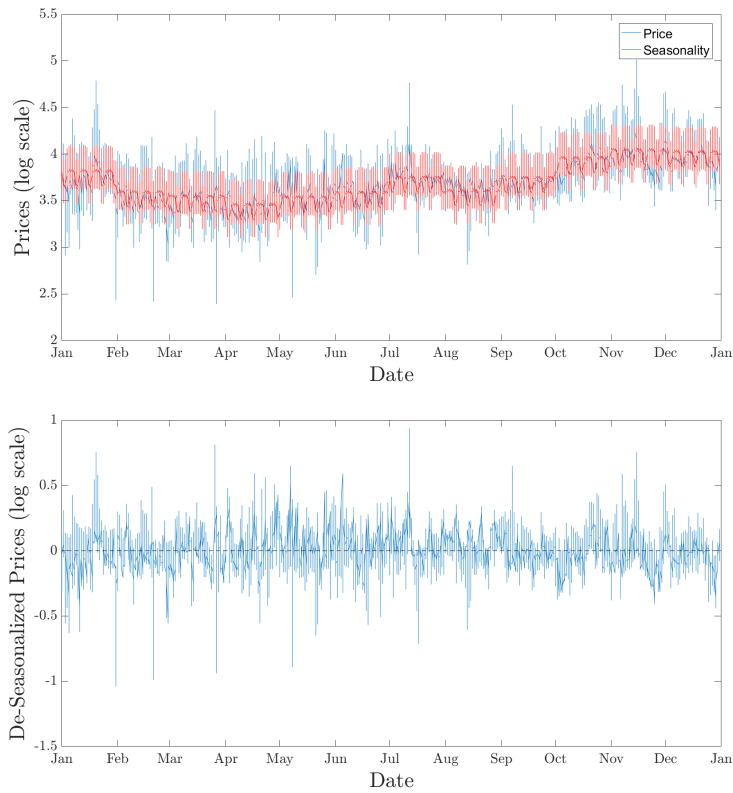 5.5
5
4.5
4
3.5
3
2.5
2
Prices (log scale)
Price
Seasonality
Jan Feb Mar Apr May Jun Jul Aug Sep Oct Nov Dec Jan
Date
1
0.5
0
-0.5
-1
-1.5
De-Seasonalized Prices (log scale)
Jan Feb Mar Apr May Jun Jul Aug Sep Oct Nov Dec Jan
Date